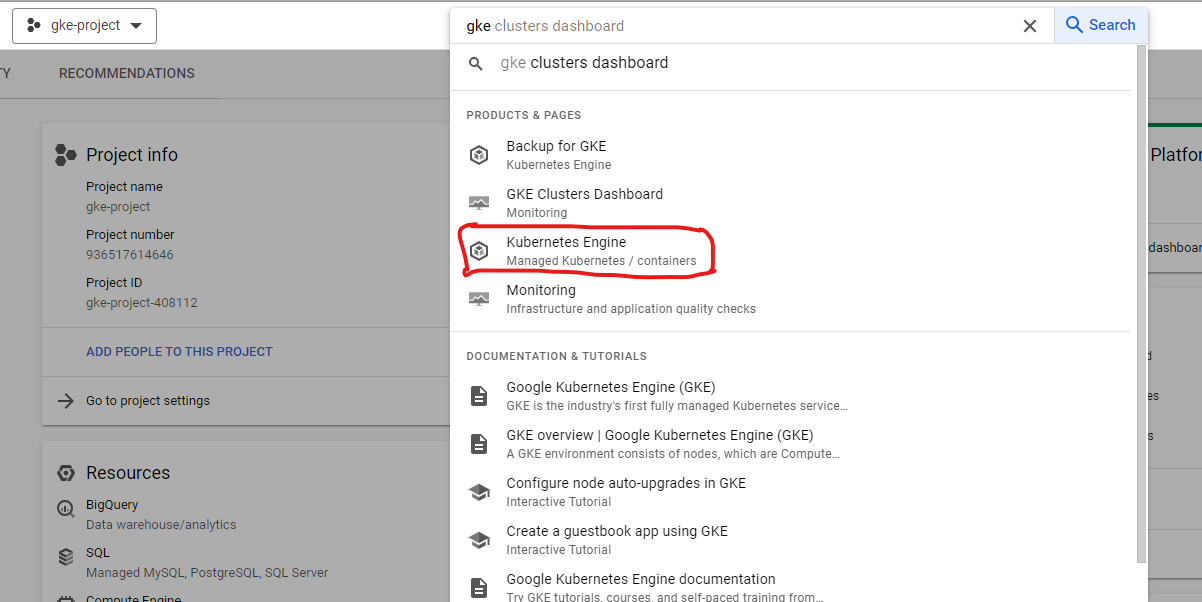 gke-project
gke clusters dashboard
Search
RECOMMENDATIONS
gke clusters dashboard
PRODUCTS & PAGES
Backup for GKE
Kubernetes Engine
GKE Clusters Dashboard
Monitoring
Kubernetes Engine
Managed Kubernetes / containers
Monitoring
Infrastructure and application quality checks
DOCUMENTATION & TUTORIALS
Google Kubernetes Engine (GKE)
GKE is the industry's first fully managed Kubernetes service…
GKE overview | Google Kubernetes Engine (GKE)
A GKE environment consists of nodes, which are Compute…
Configure node auto-upgrades in GKE
Interactive Tutorial
Create a guestbook app using GKE
Interactive Tutorial
Google Kubernetes Engine documentation
Try GKE tutorials, courses, and self-paced training from…
Project info
Project name
gke-project
Project number
936517614646
Project ID
gke-project-408112
ADD PEOPLE TO THIS PROJECT
Go to project settings
Resources
BigQuery
Data warehouse/analytics
SQL
Managed MySQL, PostgreSQL, SQL Server
Compute Engine
Platfo
dashboar